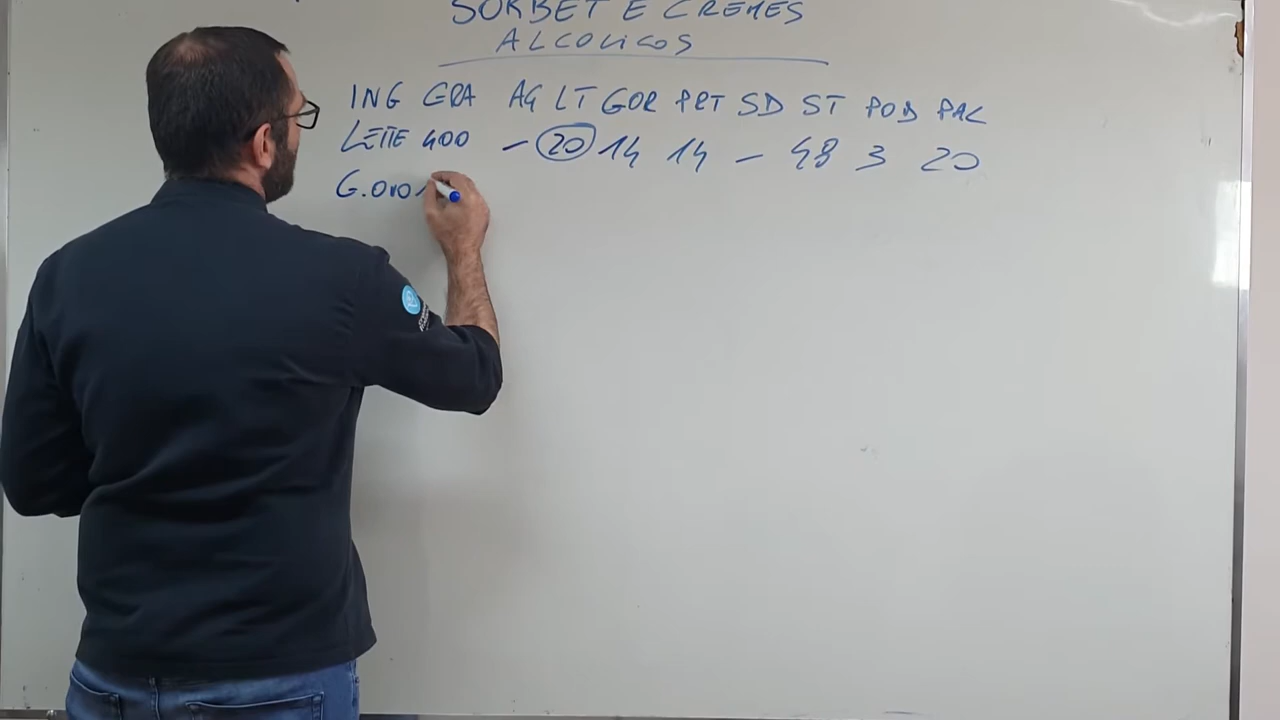 SORBET E CREMES
ALCOLICOS
ING GRA AÇ LT GOR PRT SD ST POD PAC
LEITE 400 - 20 14 14 - 48 3 20
G.OVO